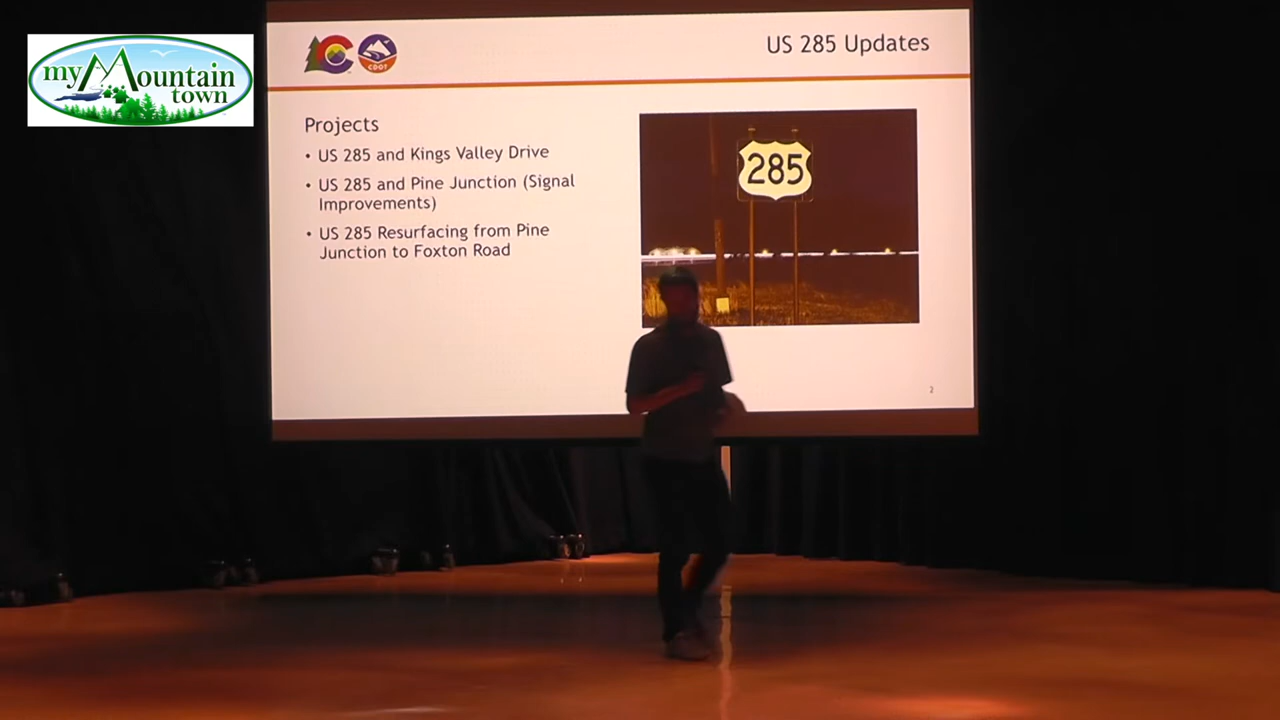 my Mountain
town
CDOT
US 285 Updates
Projects
• US 285 and Kings Valley Drive
• US 285 and Pine Junction (Signal
Improvements)
• US 285 Resurfacing from Pine
Junction to Foxton Road
285
2